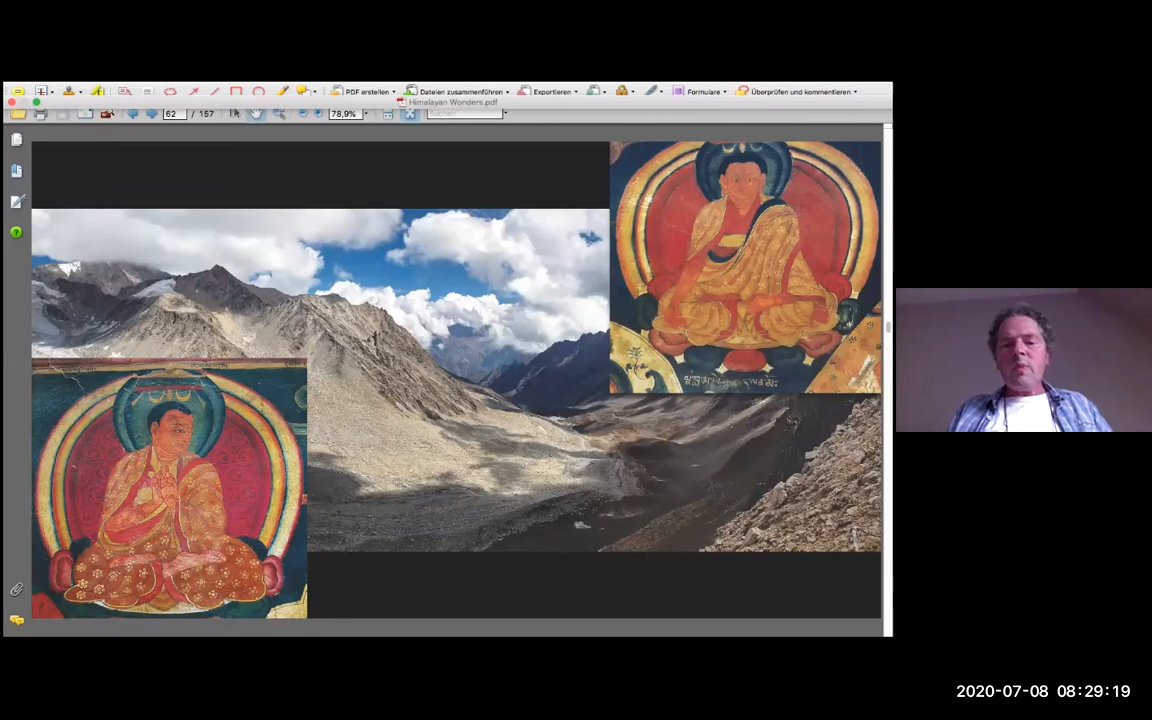 PDF erstellen
Dateien zusammenführen
Exportieren
Formulare
Überprüfen und kommentieren
Himalayan Wonders.pdf
62 / 157
78,9%
Suchen
2020-07-08 08:29:19